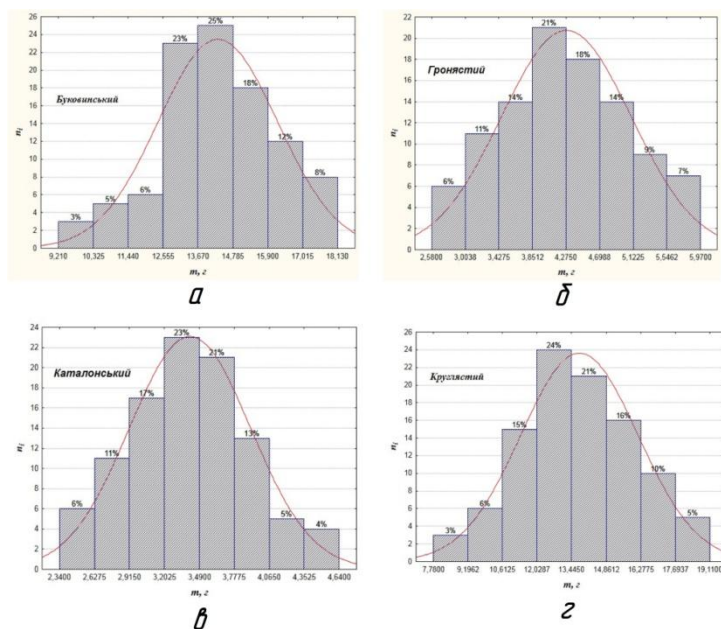 Буковинський
n_i
26
24
22
20
18
16
14
12
10
8
6
4
2
0
3% 5% 6% 23% 25% 18% 12% 8%
9,210 10,325 11,440 12,555 13,670 14,785 15,900 17,015 18,130
m, г
а
Гронястий
n_i
22
20
18
16
14
12
10
8
6
4
2
0
6% 11% 14% 21% 18% 14% 9% 7%
2,5800 3,0038 3,4275 3,8512 4,2750 4,6988 5,1225 5,5462 5,9700
m, г
б
Каталонський
n_i
24
22
20
18
16
14
12
10
8
6
4
2
0
6% 11% 17% 23% 21% 13% 5% 4%
2,3400 2,6275 2,9150 3,2025 3,4900 3,7775 4,0650 4,3525 4,6400
m, г
в
Круглястий
n_i
26
24
22
20
18
16
14
12
10
8
6
4
2
0
3% 6% 15% 24% 21% 16% 10% 5%
7,7800 9,1962 10,6125 12,0287 13,4450 14,8612 16,2775 17,6937 19,1100
m, г
г